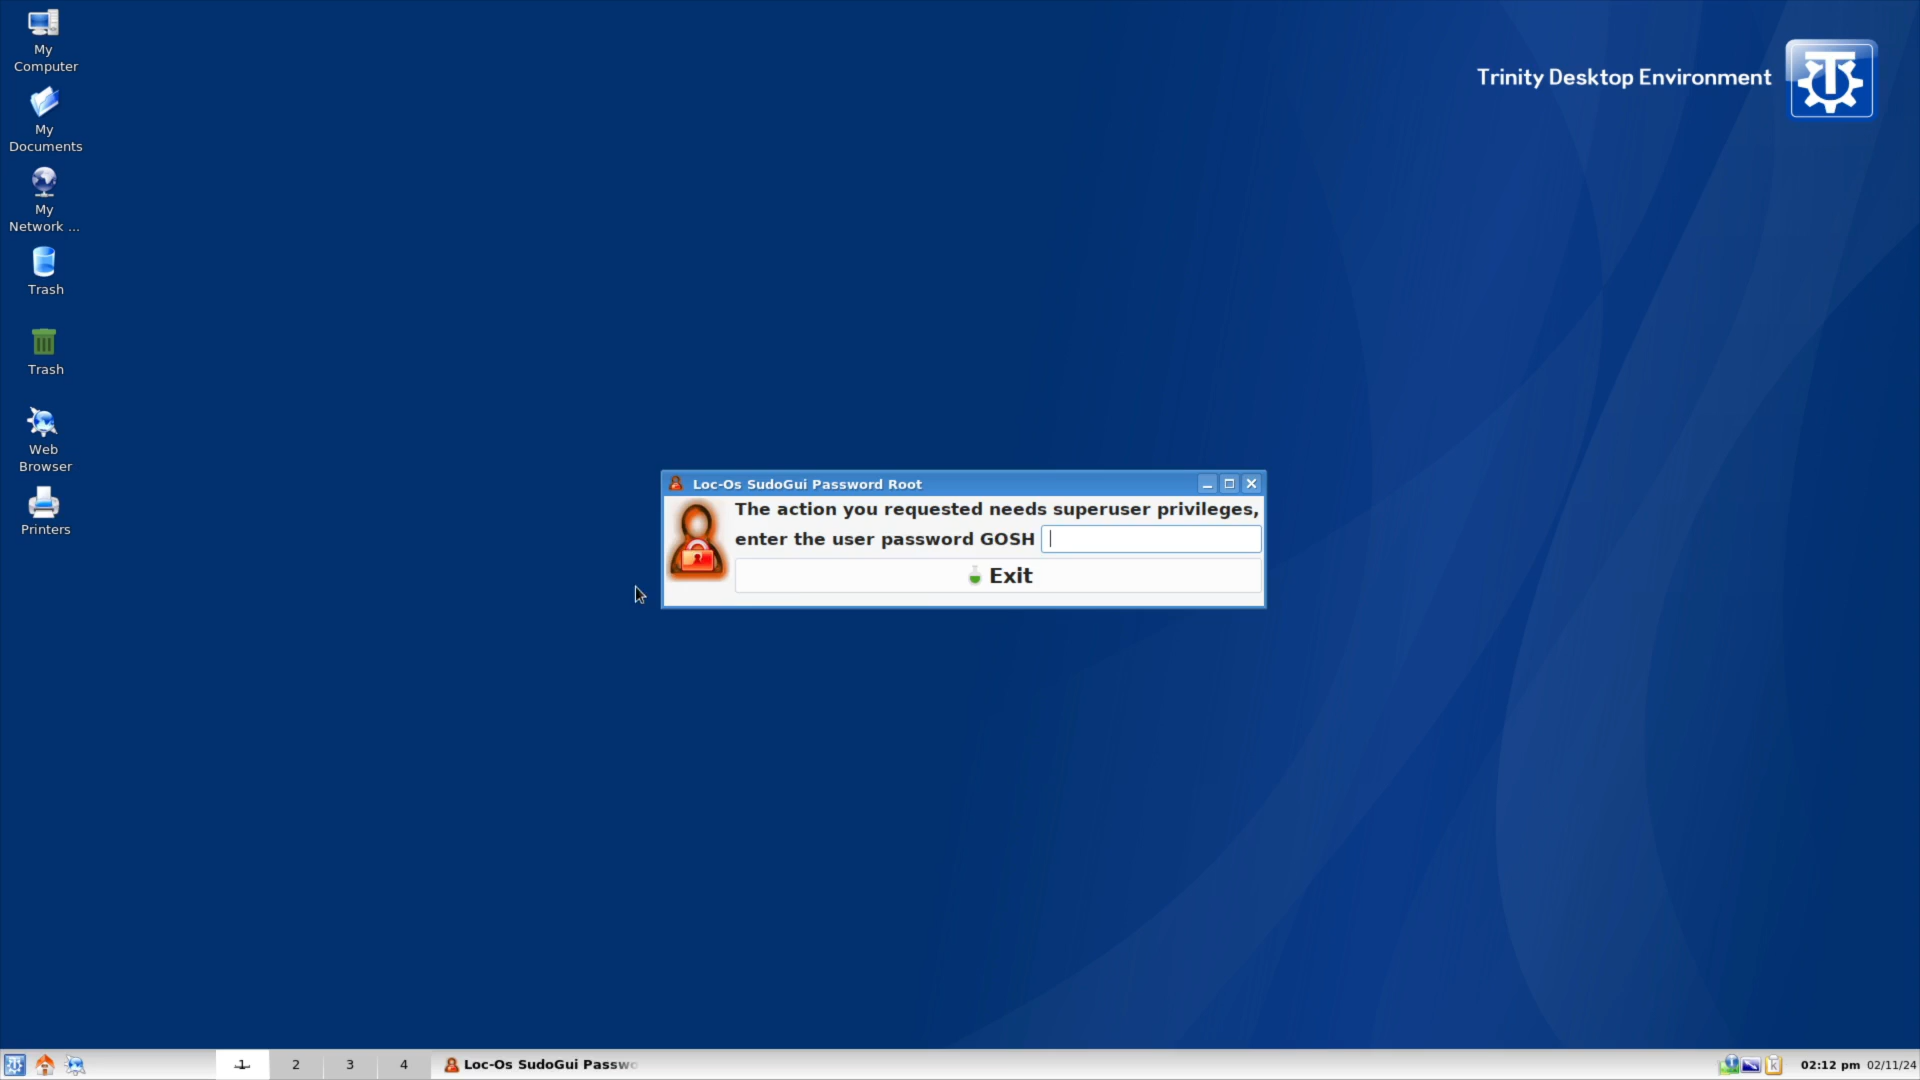 My
Computer
My
Documents
My
Network ...
Trash
Trash
Web
Browser
Printers
Trinity Desktop Environment
Loc-Os SudoGui Password Root
The action you requested needs superuser privileges,
enter the user password GOSH
Exit
1
2
3
4
Loc-Os SudoGui Passwo
02:12 pm 02/11/24